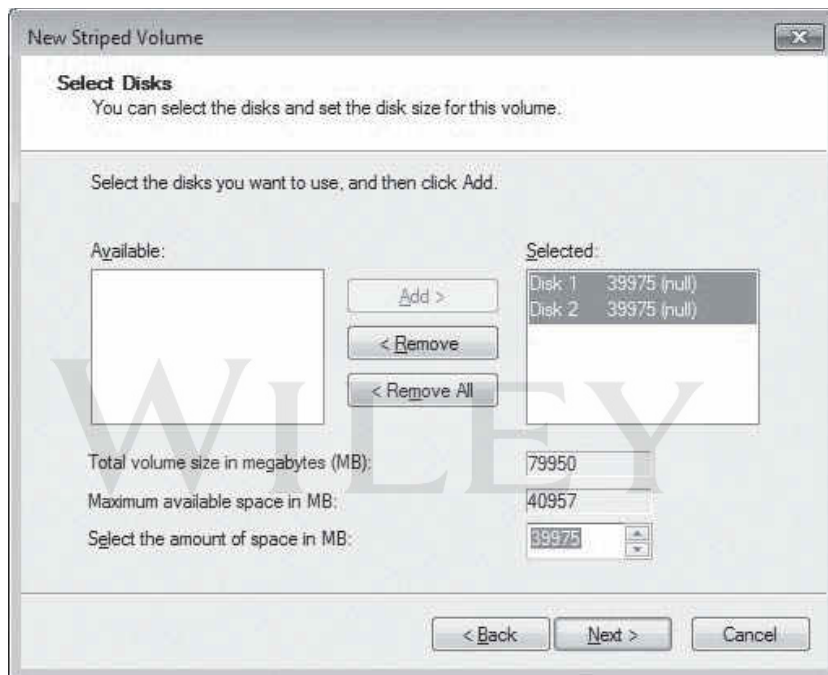 New Striped Volume
Select Disks
You can select the disks and set the disk size for this volume.
Select the disks you want to use, and then click Add.
Available:
Selected:
Add >
< Remove
< Remove All
Disk 1 39975 (null)
Disk 2 39975 (null)
WILEY
Total volume size in megabytes (MB): 79950
Maximum available space in MB: 40957
Select the amount of space in MB: 39975
< Back
Next >
Cancel